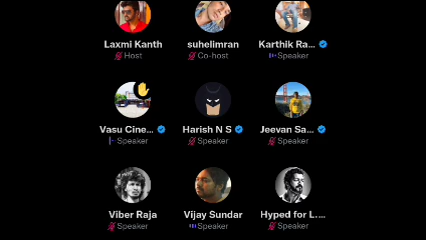 Laxmi Kanth suhelimran Karthik Ra...
Host Co-host Speaker
Vasu Cine... Harish N S Jeevan Sa...
Speaker Speaker Speaker
Viber Raja Vijay Sundar Hyped for L....
Speaker Speaker Speaker